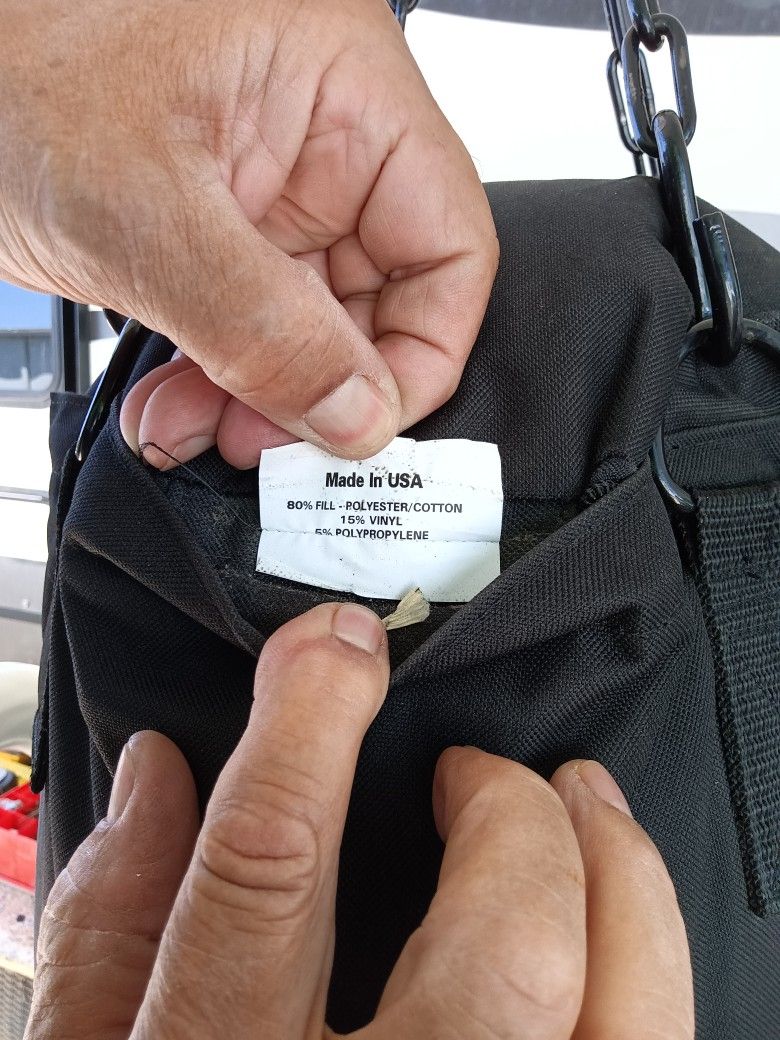 Made In USA
80% FILL - POLYESTER/COTTON
15% VINYL
5% POLYPROPYLENE